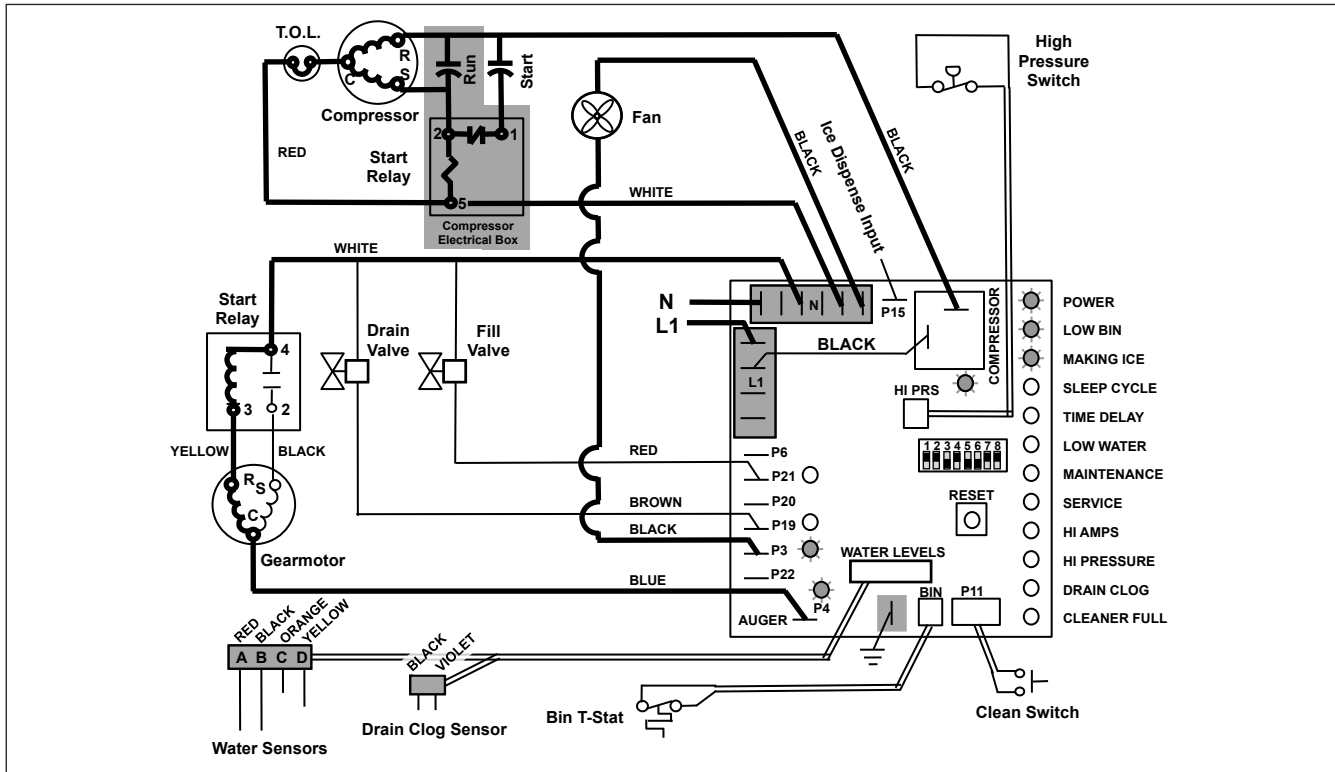 T.O.L.
R
S
C
Compressor
Run
Start
2
1
5
Start
Relay
Compressor
Electrical Box
RED
WHITE
Fan
BLACK
Ice Dispense Input
BLACK
High
Pressure
Switch
WHITE
Start
Relay
4
3
2
YELLOW
BLACK
R
S
C
Gearmotor
Drain
Valve
Fill
Valve
RED
BROWN
BLACK
BLUE
N
L1
N
P15
L1
BLACK
COMPRESSOR
HI PRS
P6
P21
P20
P19
P3
P22
P4
AUGER
1 2 3 4 5 6 7 8
RESET
WATER LEVELS
BIN
P11
POWER
LOW BIN
MAKING ICE
SLEEP CYCLE
TIME DELAY
LOW WATER
MAINTENANCE
SERVICE
HI AMPS
HI PRESSURE
DRAIN CLOG
CLEANER FULL
RED
BLACK
ORANGE
YELLOW
A B C D
Water Sensors
BLACK
VIOLET
Drain Clog Sensor
Bin T-Stat
Clean Switch